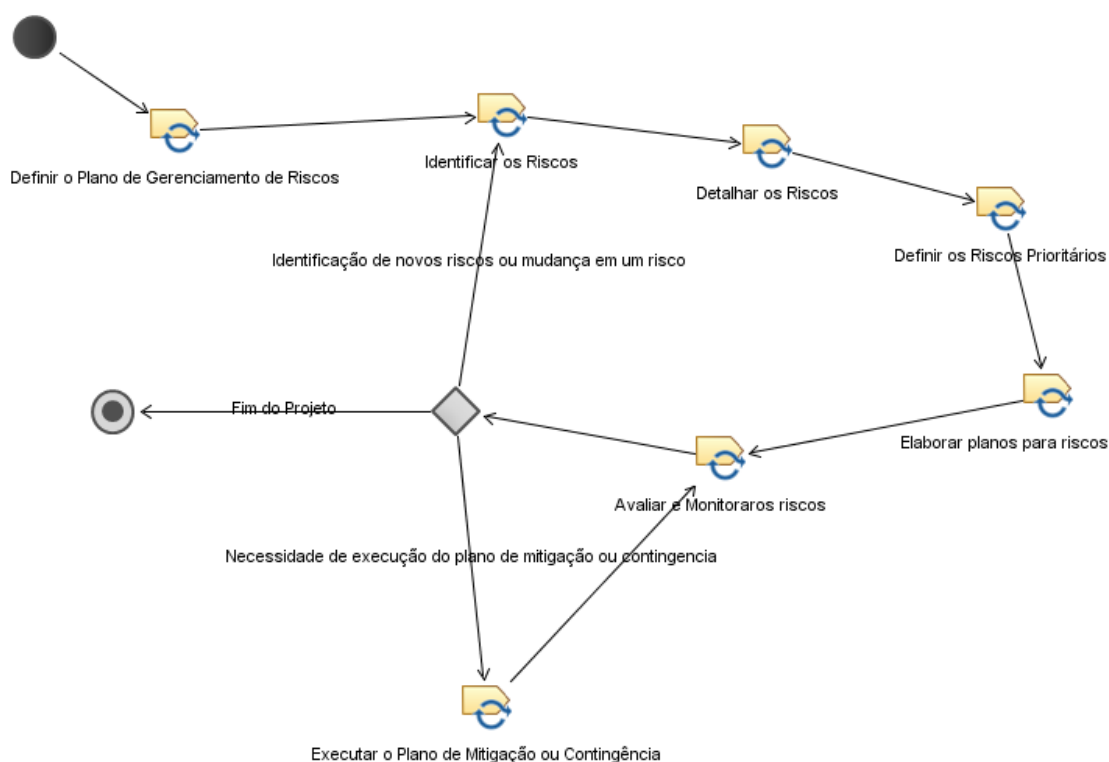 Definir o Plano de Gerenciamento de Riscos
Identificar os Riscos
Detalhar os Riscos
Definir os Riscos Prioritários
Identificação de novos riscos ou mudança em um risco
Fim do Projeto
Elaborar planos para riscos
Avaliar e Monitoraros riscos
Necessidade de execução do plano de mitigação ou contingencia
Executar o Plano de Mitigação ou Contingência